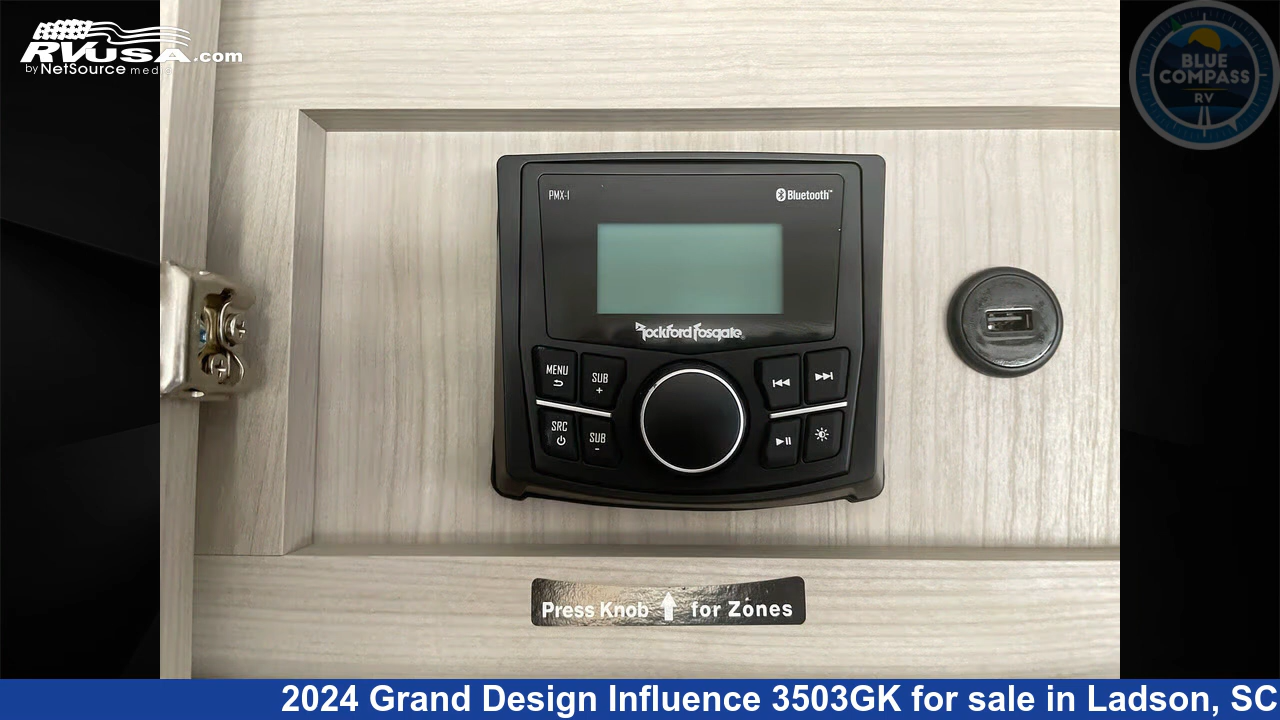 RVUSA.com
by NetSource media
BLUE
COMPASS
RV
PMX-1
Bluetooth™
Rockford Fosgate®
MENU
SUB
+
SRC
SUB
-
Press Knob for Zones
2024 Grand Design Influence 3503GK for sale in Ladson, SC